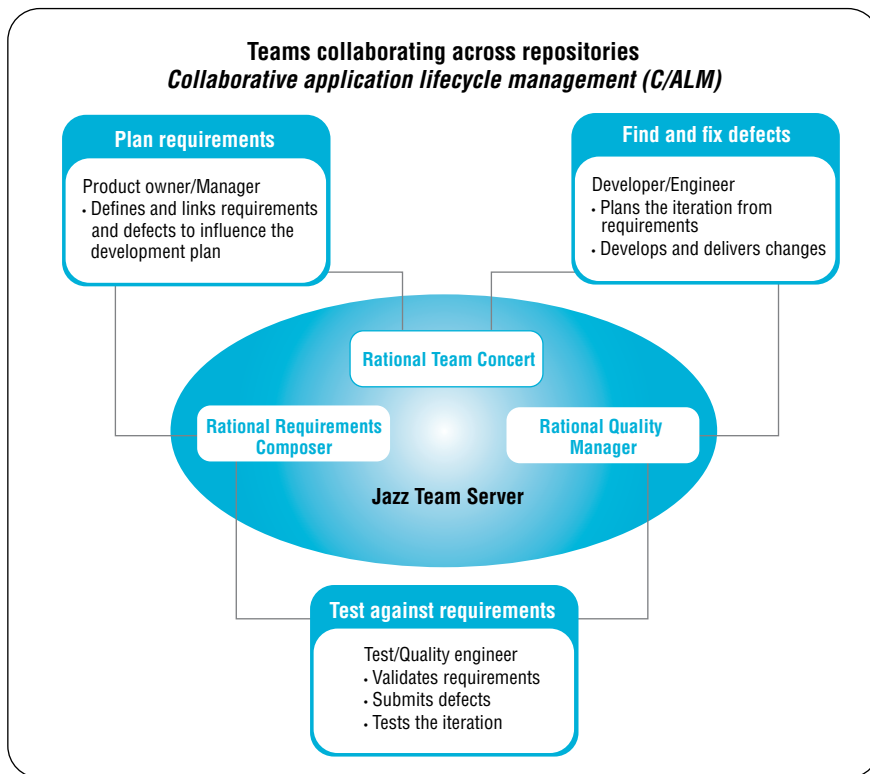 Teams collaborating across repositories
Collaborative application lifecycle management (C/ALM)
Plan requirements
Product owner/Manager
• Defines and links requirements
and defects to influence the
development plan
Find and fix defects
Developer/Engineer
• Plans the iteration from
requirements
• Develops and delivers changes
Rational Team Concert
Rational Requirements
Composer
Rational Quality
Manager
Jazz Team Server
Test against requirements
Test/Quality engineer
• Validates requirements
• Submits defects
• Tests the iteration